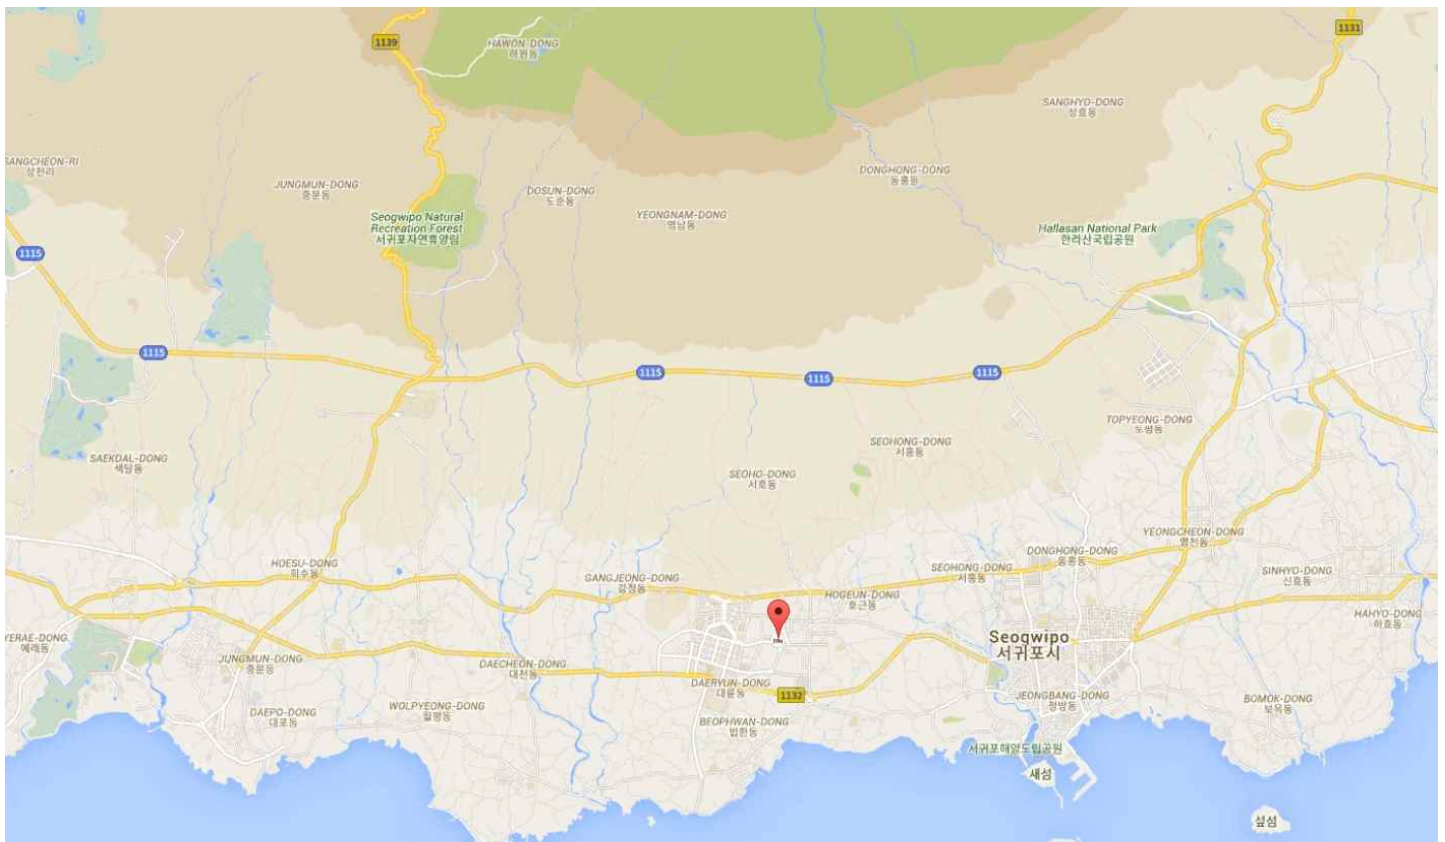 1139
HAWON-DONG
하원동
1131
SANGHYO-DONG
상효동
SANGCHEON-RI
상천리
JUNGMUN-DONG
중문동
DOSUN-DONG
도순동
DONGHONG-DONG
동홍동
Seogwipo Natural
Recreation Forest
서귀포자연휴양림
YEONGNAM-DONG
영남동
Hallasan National Park
한라산국립공원
1115
1115
1115
1115
1115
SAEKDAL-DONG
색달동
SEOHO-DONG
서호동
SEOHONG-DONG
서홍동
TOPYEONG-DONG
토평동
HOESU-DONG
회수동
GANGJEONG-DONG
강정동
HOGEUN-DONG
호근동
SEOHONG-DONG
서홍동
DONGHONG-DONG
동홍동
YEONGCHEON-DONG
영천동
SINHYO-DONG
신효동
HAHYO-DONG
하효동
YERAE-DONG
예래동
JUNGMUN-DONG
중문동
DAECHEON-DONG
대천동
DAERYUN-DONG
대륜동
1132
Seogwipo
서귀포시
DAEPO-DONG
대포동
WOLPYEONG-DONG
월평동
BEOPHWAN-DONG
법환동
JEONGBANG-DONG
정방동
BOMOK-DONG
보목동
서귀포해양도립공원
새섬
섶섬